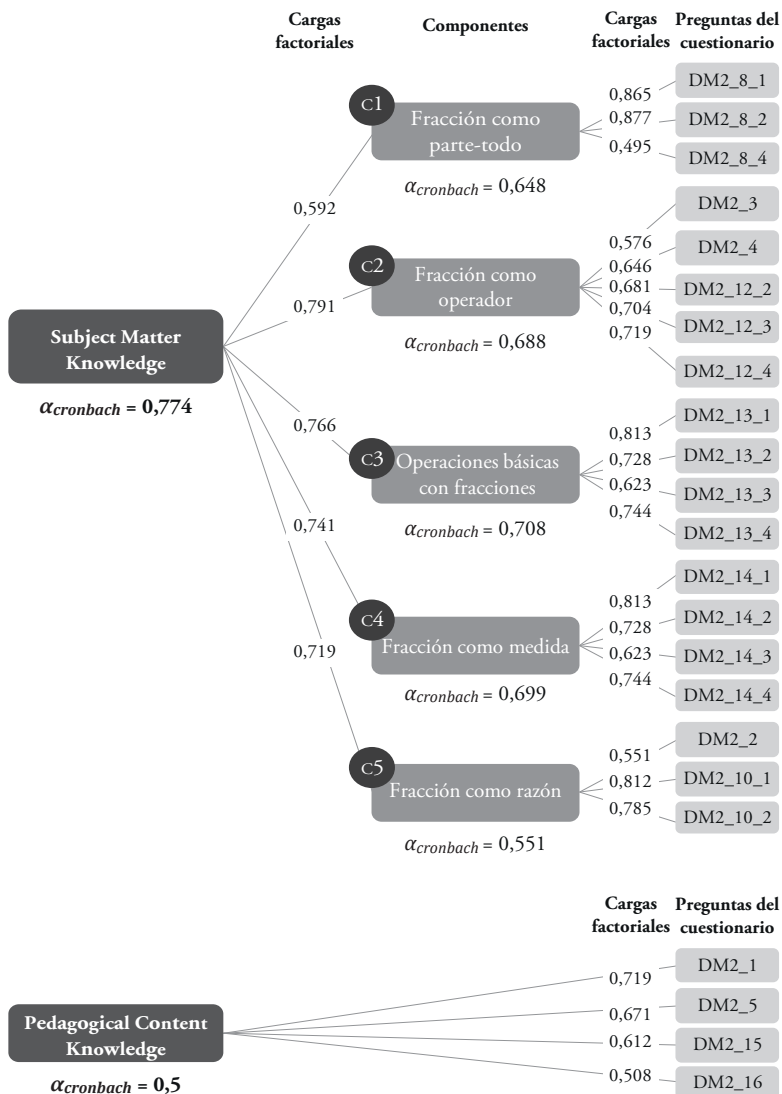 Cargas factoriales
Componentes
Cargas factoriales
Preguntas del cuestionario
Subject Matter
Knowledge
αcronbach = 0,774
0,592
0,791
0,766
0,741
0,719
C1
Fracción como
parte-todo
αcronbach = 0,648
0,865
0,877
0,495
DM2_8_1
DM2_8_2
DM2_8_4
C2
Fracción como
operador
αcronbach = 0,688
0,576
0,646
0,681
0,704
0,719
DM2_3
DM2_4
DM2_12_2
DM2_12_3
DM2_12_4
C3
Operaciones básicas
con fracciones
αcronbach = 0,708
0,813
0,728
0,623
0,744
DM2_13_1
DM2_13_2
DM2_13_3
DM2_13_4
C4
Fracción como medida
αcronbach = 0,699
0,813
0,728
0,623
0,744
DM2_14_1
DM2_14_2
DM2_14_3
DM2_14_4
C5
Fracción como razón
αcronbach = 0,551
0,551
0,812
0,785
DM2_2
DM2_10_1
DM2_10_2
Cargas factoriales
Preguntas del cuestionario
Pedagogical Content
Knowledge
αcronbach = 0,5
0,719
0,671
0,612
0,508
DM2_1
DM2_5
DM2_15
DM2_16